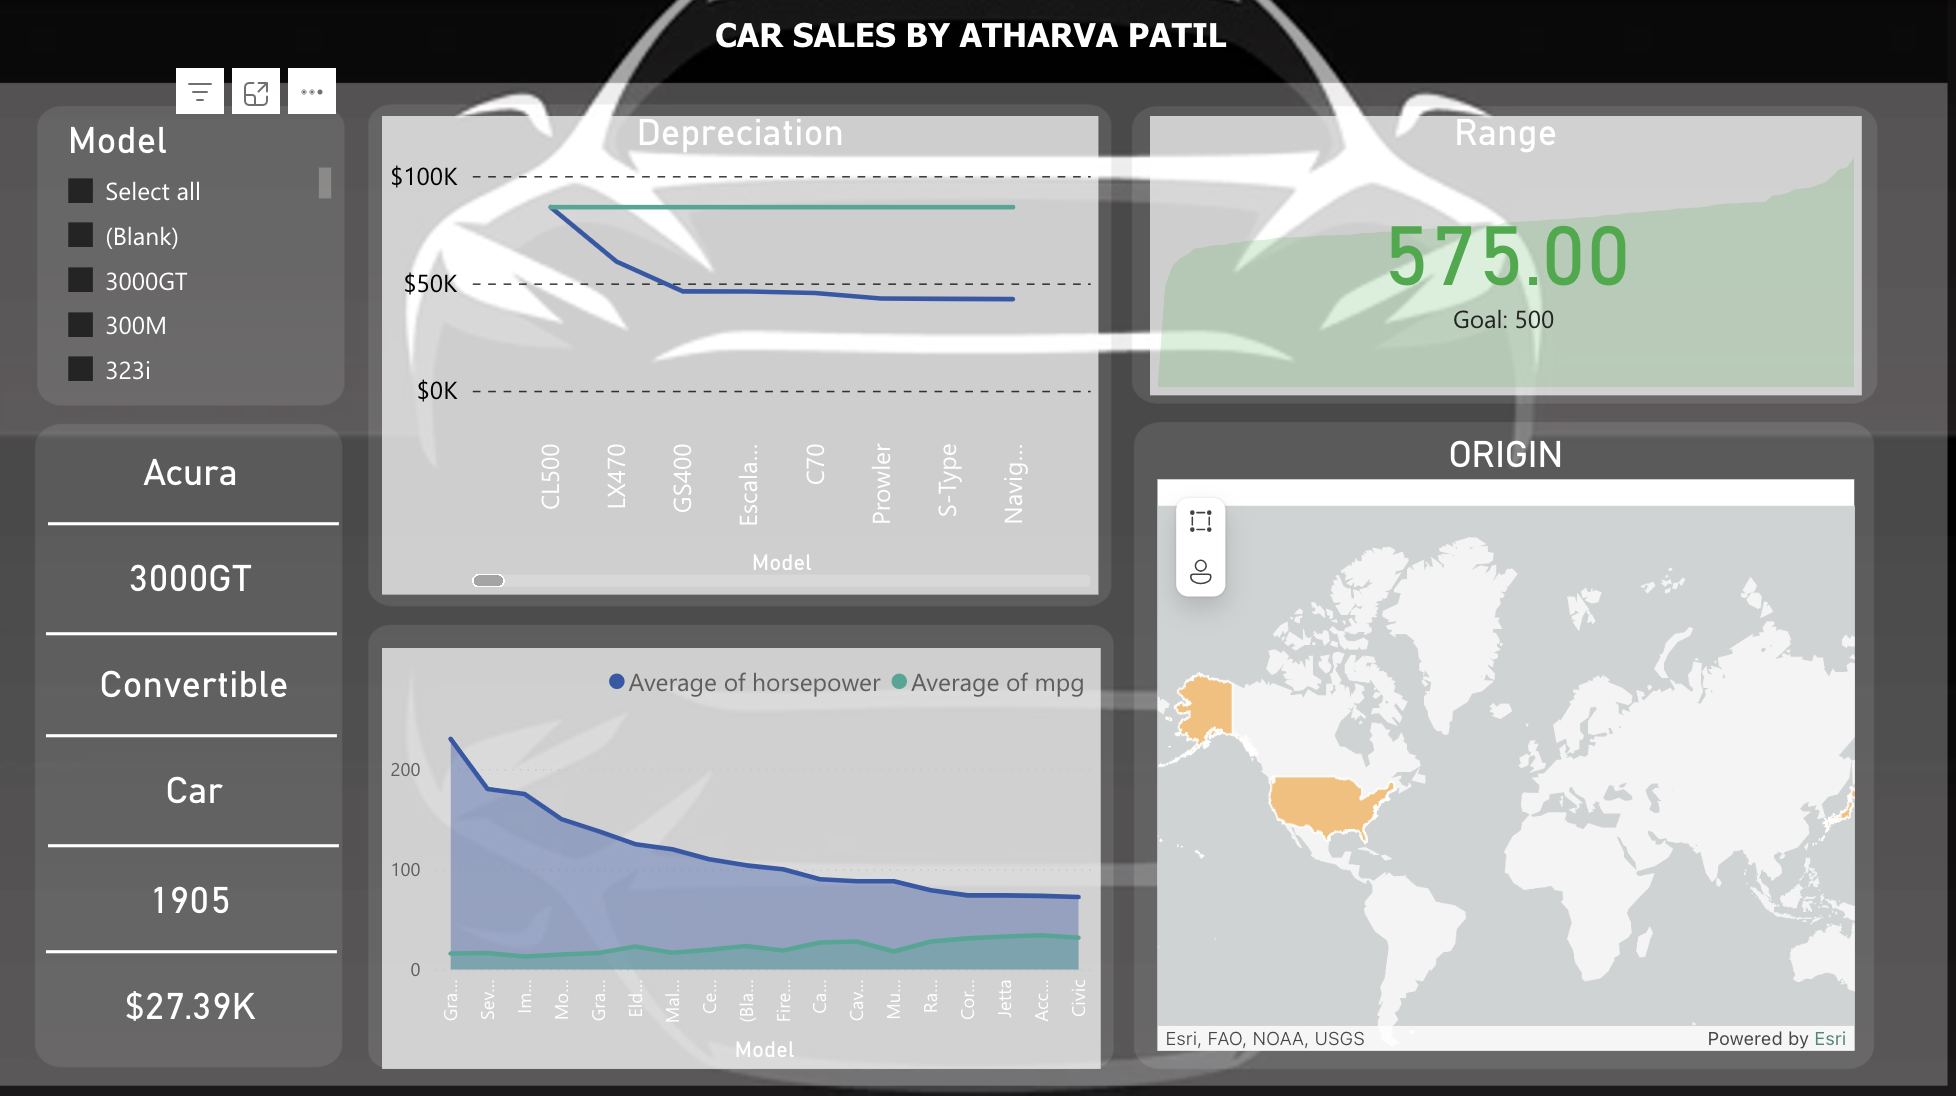 CAR SALES BY ATHARVA PATIL
Model
Select all
(Blank)
3000GT
300M
323i
Acura
3000GT
Convertible
Car
1905
$27.39K
Depreciation
$100K
$50K
$0K
CL500
LX470
GS400
Escala...
C70
Prowler
S-Type
Navig...
Model
Average of horsepower
Average of mpg
200
100
0
Gra...
Sev...
Im...
Mo...
Gra...
Eld...
Mal...
Ce...
(Bla...
Fire...
Ca...
Cav...
Mu...
Ra...
Cor...
Jetta
Acc...
Civic
Model
Range
575.00
Goal: 500
ORIGIN
Esri, FAO, NOAA, USGS
Powered by Esri